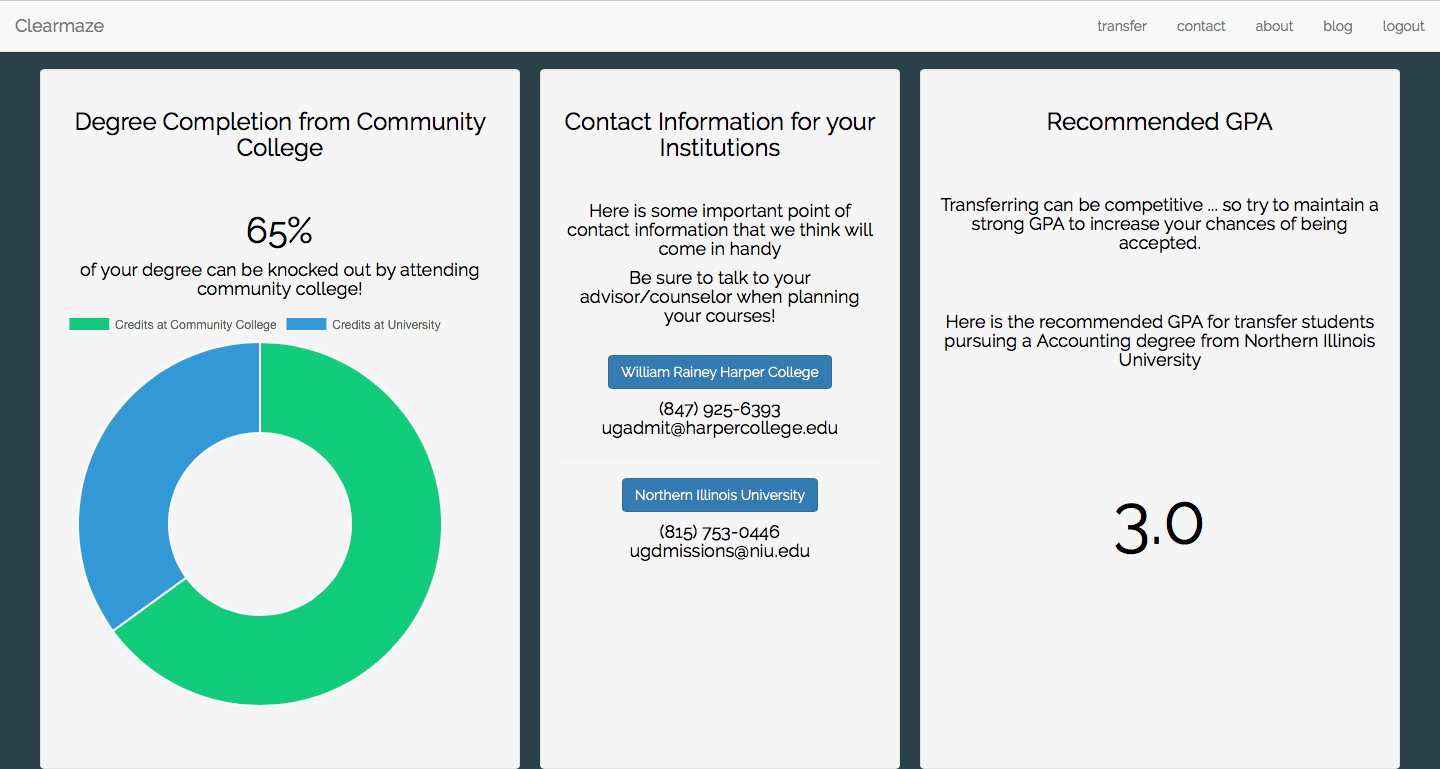 Clearmaze
transfer
contact
about
blog
logout
Degree Completion from Community
College
65%
of your degree can be knocked out by attending
community college!
Credits at Community College
Credits at University
Contact Information for your
Institutions
Here is some important point of
contact information that we think will
come in handy
Be sure to talk to your
advisor/counselor when planning
your courses!
William Rainey Harper College
(847) 925-6393
ugadmit@harpercollege.edu
Northern Illinois University
(815) 753-0446
ugdmissions@niu.edu
Recommended GPA
Transferring can be competitive ... so try to maintain a
strong GPA to increase your chances of being
accepted.
Here is the recommended GPA for transfer students
pursuing a Accounting degree from Northern Illinois
University
3.0